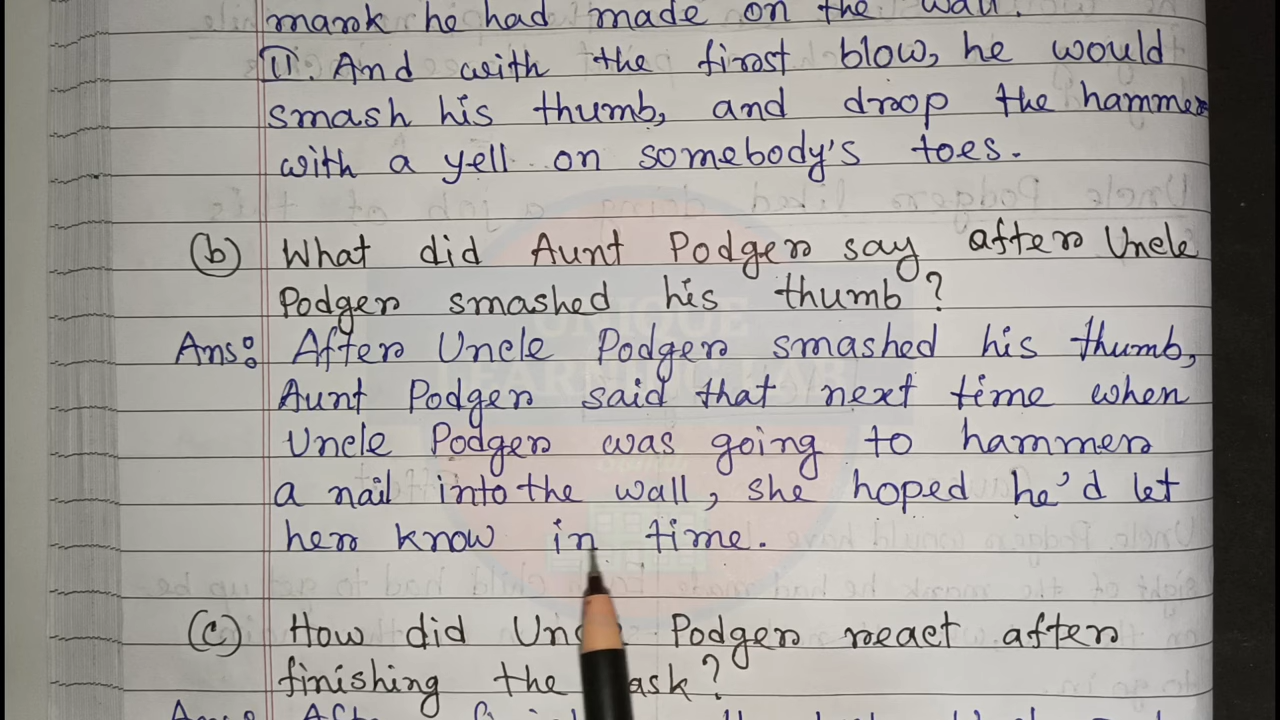 mark he had made on the wall.
11. And with the first blow, he would
smash his thumb, and drop the hammer
with a yell on somebody's toes.
(b) What did Aunt Podger say after Uncle
Podger smashed his thumb?
Ans: After Uncle Podger smashed his thumb,
Aunt Podger said that next time when
Uncle Podger was going to hammer
a nail into the wall, she hoped he'd let
her know in time.
(c) How did Podger react after
finishing the